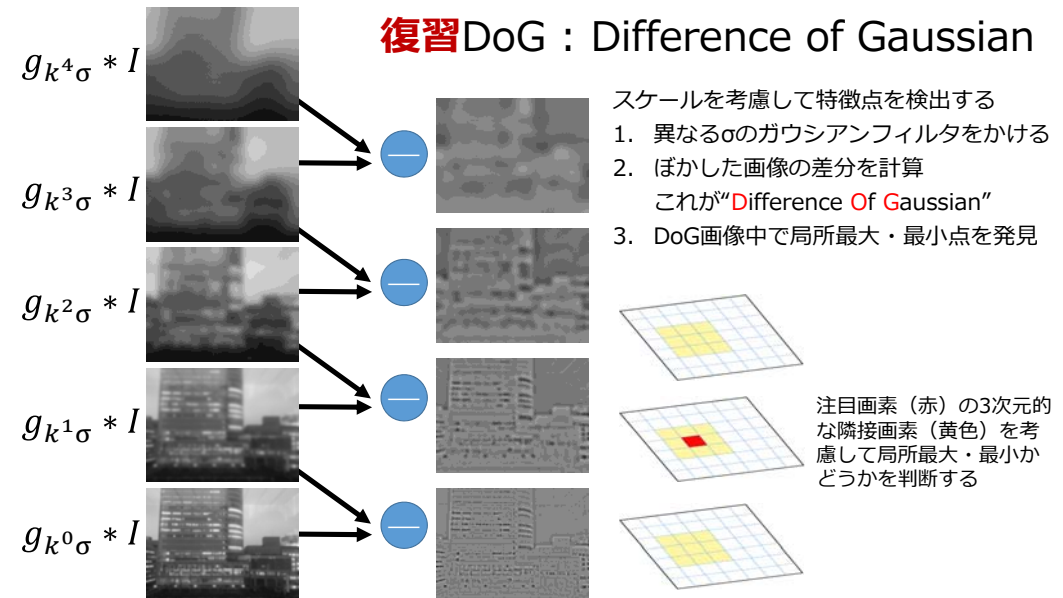 復習DoG : Difference of Gaussian
スケールを考慮して特徴点を検出する
1. 異なるσのガウシアンフィルタをかける
2. ぼかした画像の差分を計算
これが“Difference Of Gaussian”
3. DoG画像中で局所最大・最小点を発見
注目画素（赤）の3次元的
な隣接画素（黄色）を考
慮して局所最大・最小か
どうかを判断する
g_{k^4σ} * I
g_{k^3σ} * I
g_{k^2σ} * I
g_{k^1σ} * I
g_{k^0σ} * I